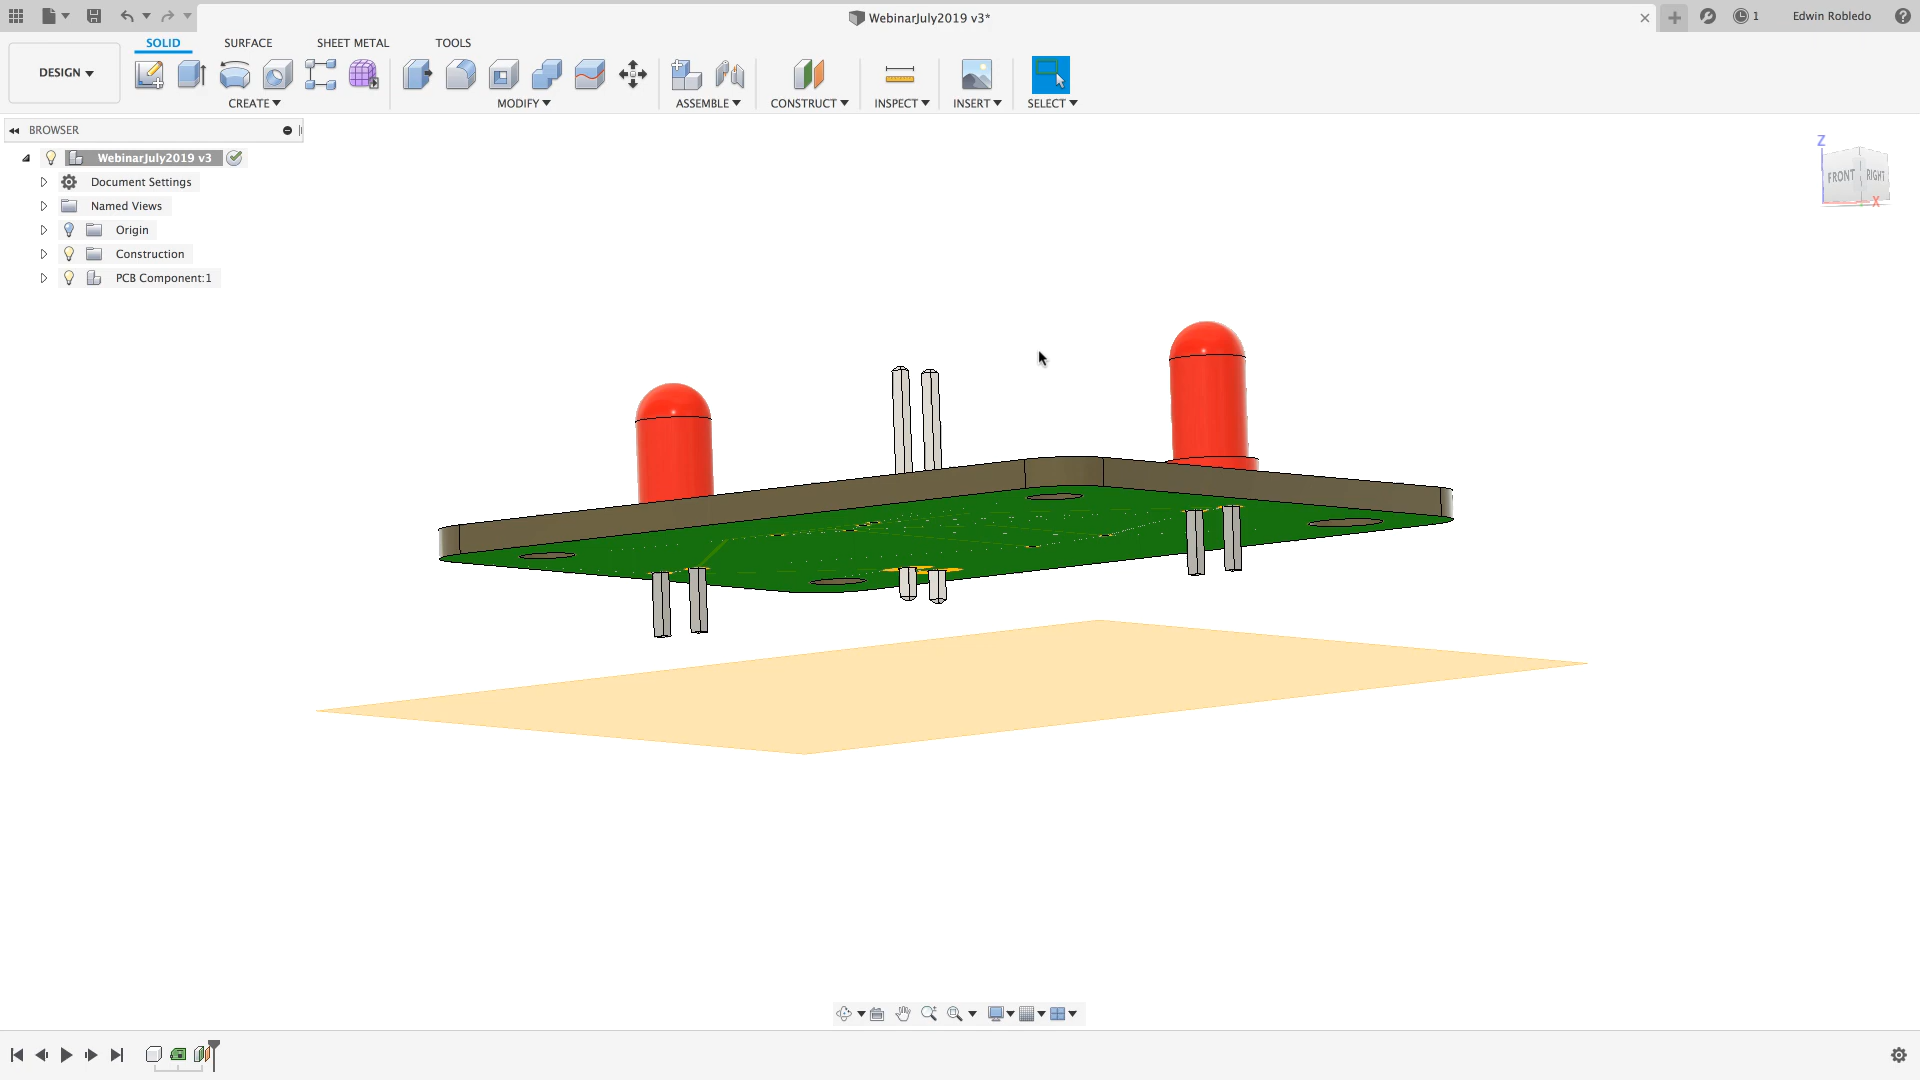 WebinarJuly2019 v3*
1
Edwin Robledo
DESIGN
SOLID
SURFACE
SHEET METAL
TOOLS
CREATE
MODIFY
ASSEMBLE
CONSTRUCT
INSPECT
INSERT
SELECT
BROWSER
WebinarJuly2019 v3
Document Settings
Named Views
Origin
Construction
PCB Component:1
Z
FRONT
RIGHT
X